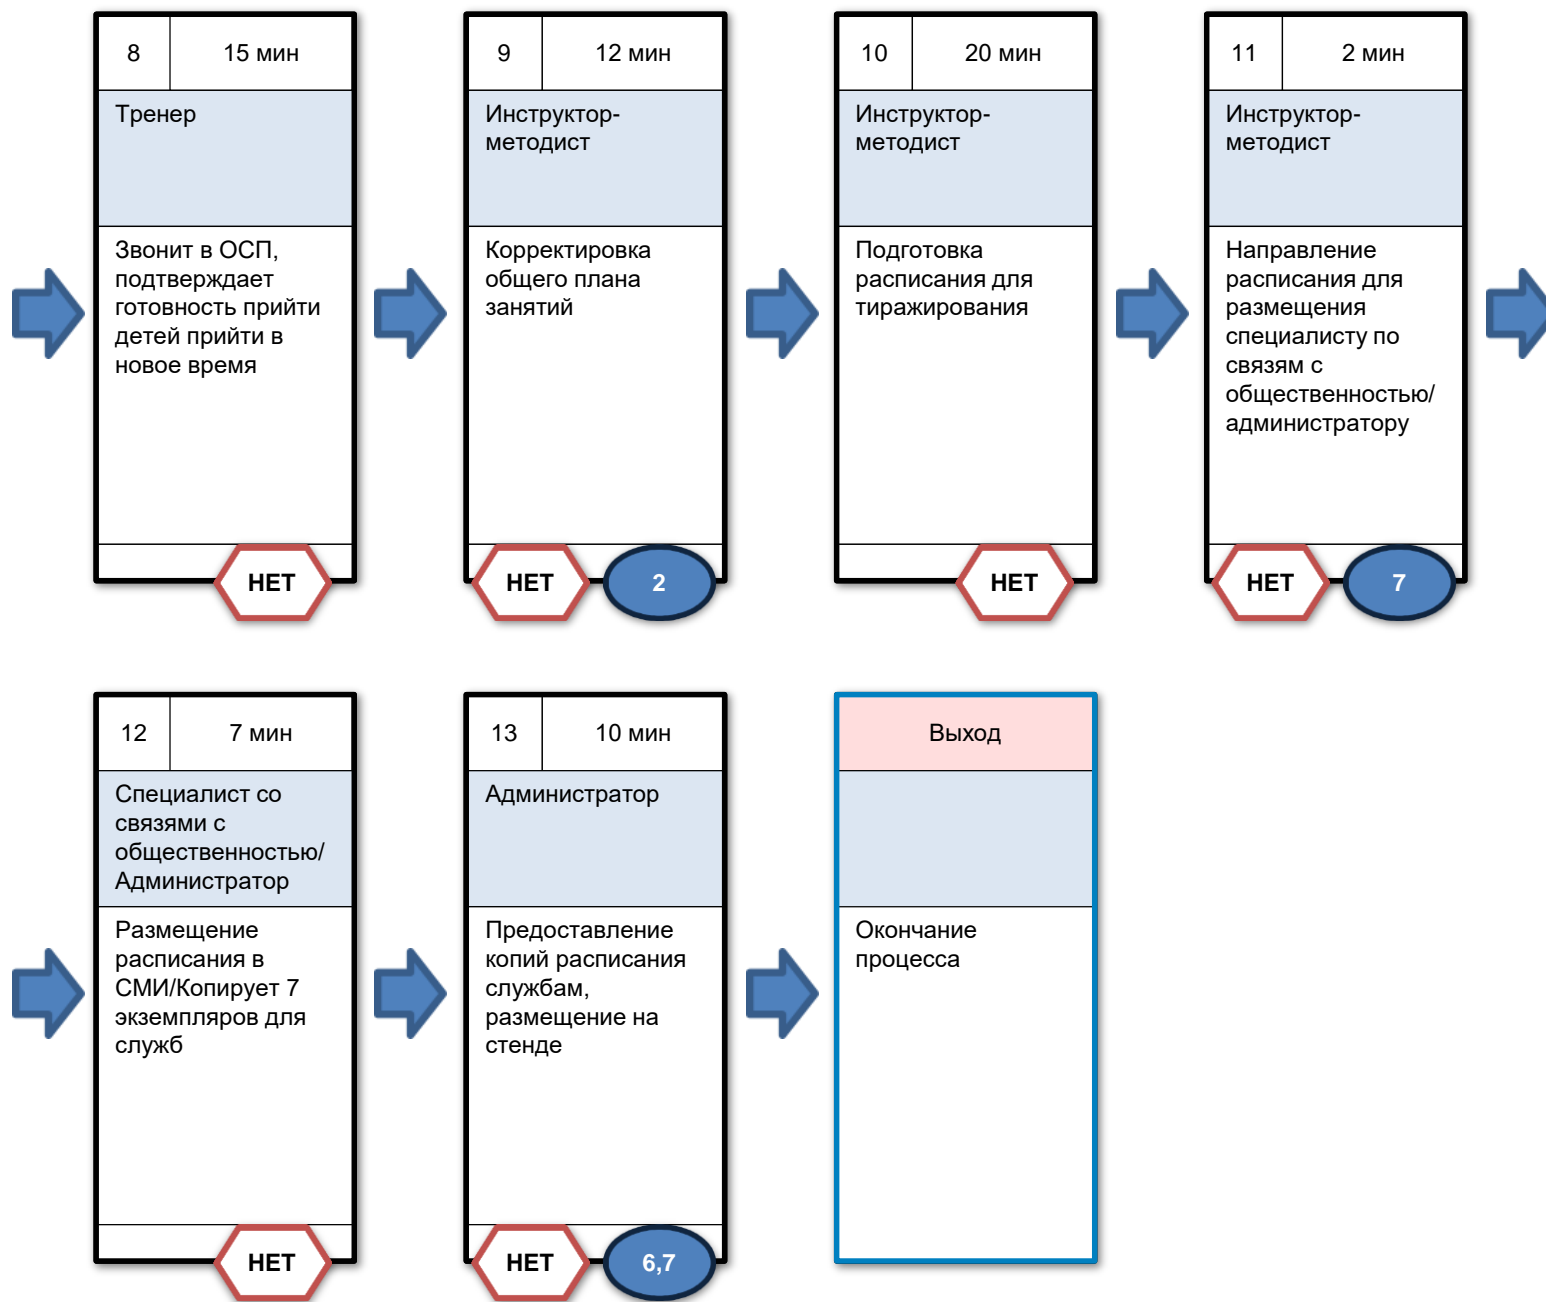 8
15 мин
Тренер
Звонит в ОСП,
подтверждает
готовность прийти
детей прийти в
новое время
НЕТ
9
12 мин
Инструктор-
методист
Корректировка
общего плана
занятий
НЕТ
2
10
20 мин
Инструктор-
методист
Подготовка
расписания для
тиражирования
НЕТ
11
2 мин
Инструктор-
методист
Направление
расписания для
размещения
специалисту по
связям с
общественностью/
администратору
НЕТ
7
12
7 мин
Специалист со
связями с
общественностью/
Администратор
Размещение
расписания в
СМИ/Копирует 7
экземпляров для
служб
НЕТ
13
10 мин
Администратор
Предоставление
копий расписания
службам,
размещение на
стенде
НЕТ
6,7
Выход
Окончание
процесса